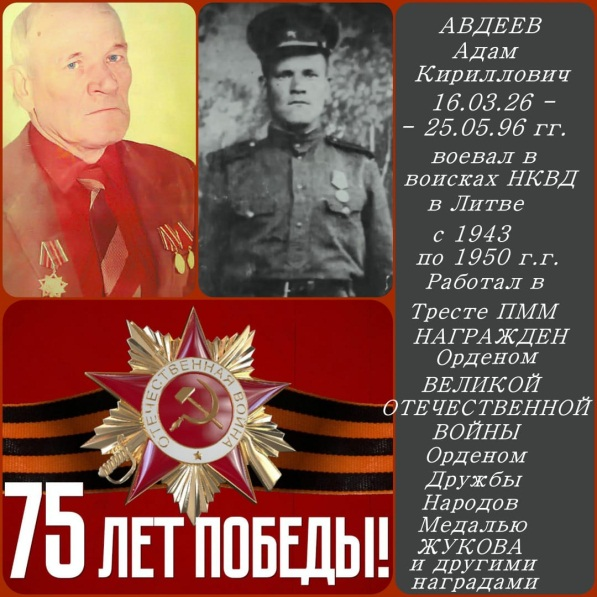 АВДЕЕВ
Адам
Кириллович
16.03.26 –
– 25.05.96 гг.
воевал в
воисках НКВД
в Литве
с 1943
по 1950 г.г.
Работал в
Тресте ПММ
НАГРАЖДЕН
Орденом
ВЕЛИКОЙ
ОТЕЧЕСТВЕННОЙ
ВОЙНЫ
Орденом
Дружбы
Народов
Медалью
ЖУКОВА
и другими
наградами
ОТЕЧЕСТВЕННАЯ ВОЙНА
75 ЛЕТ ПОБЕДЫ!